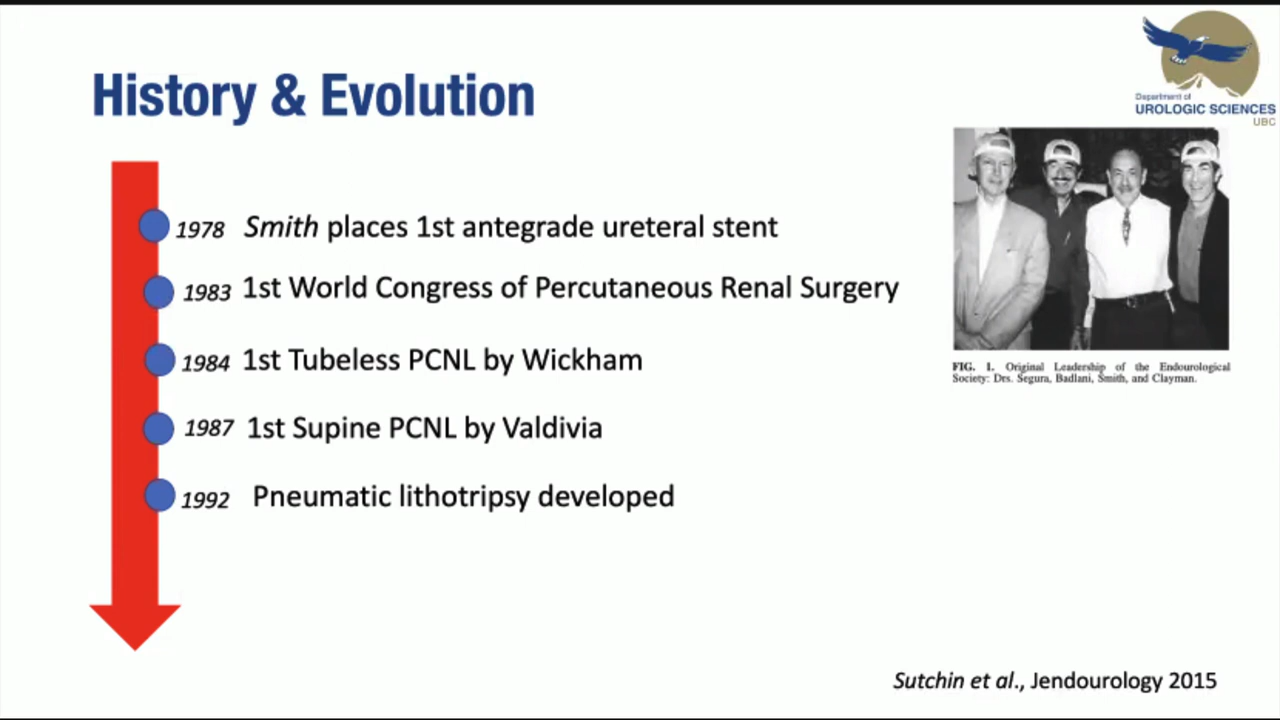 History & Evolution
Department of
UROLOGIC SCIENCES
UBC
1978 Smith places 1st antegrade ureteral stent
1983 1st World Congress of Percutaneous Renal Surgery
1984 1st Tubeless PCNL by Wickham
1987 1st Supine PCNL by Valdivia
1992 Pneumatic lithotripsy developed
FIG. 1. Original Leadership of the Endourological
Society: Drs. Segura, Badlani, Smith, and Clayman.
Sutchin et al., Jendourology 2015